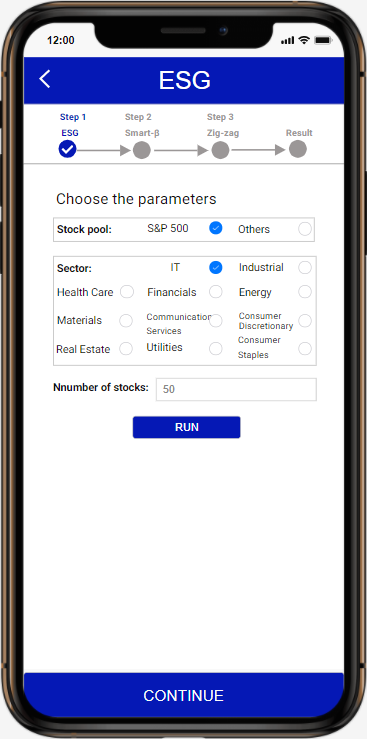 12:00
ESG
Step 1 Step 2 Step 3
ESG Smart-β Zig-zag Result
Choose the parameters
Stock pool: S&P 500 Others
Sector: IT Industrial
Health Care Financials Energy
Materials Communication Services Consumer Discretionary
Real Estate Utilities Consumer Staples
Nnumber of stocks: 50
RUN
CONTINUE